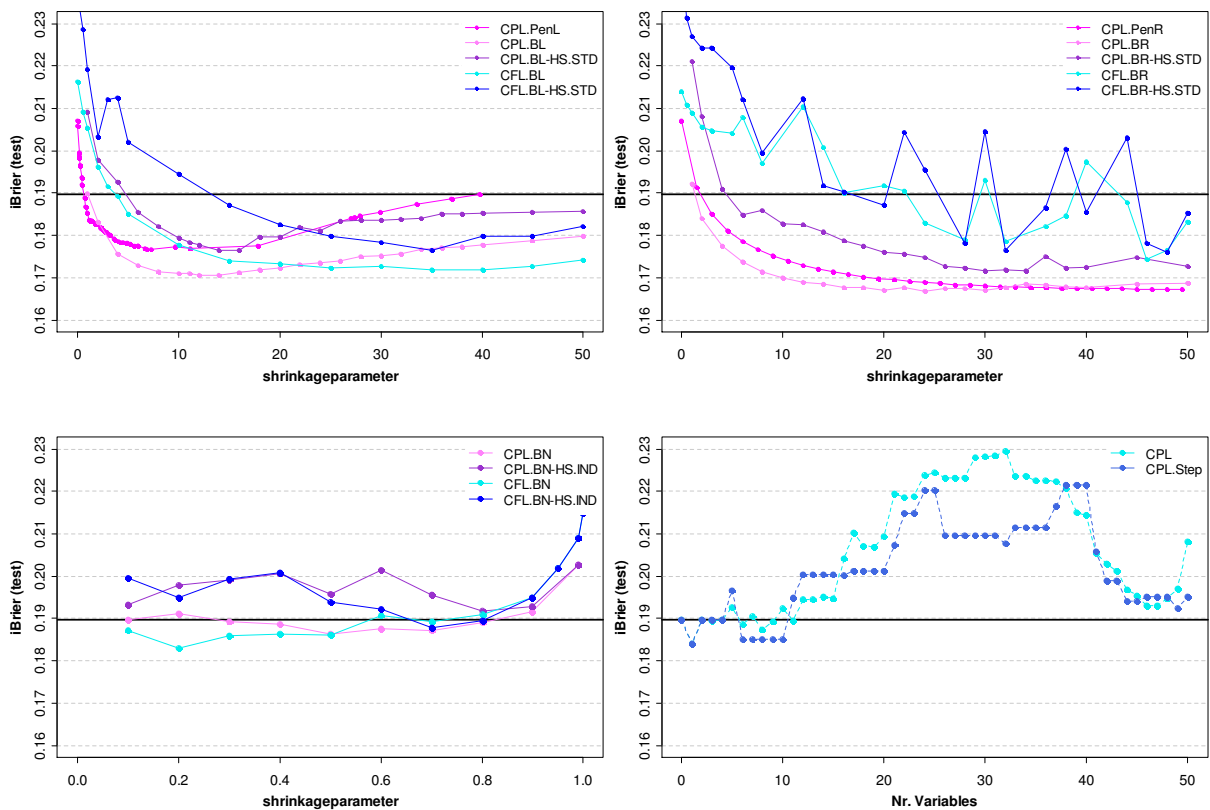 iBrier (test)
0.16 0.17 0.18 0.19 0.20 0.21 0.22 0.23
CPL.PenL
CPL.BL
CPL.BL-HS.STD
CFL.BL
CFL.BL-HS.STD
0 10 20 30 40 50
shrinkageparameter
iBrier (test)
0.16 0.17 0.18 0.19 0.20 0.21 0.22 0.23
CPL.PenR
CPL.BR
CPL.BR-HS.STD
CFL.BR
CFL.BR-HS.STD
0 10 20 30 40 50
shrinkageparameter
iBrier (test)
0.16 0.17 0.18 0.19 0.20 0.21 0.22 0.23
CPL.BN
CPL.BN-HS.IND
CFL.BN
CFL.BN-HS.IND
0.0 0.2 0.4 0.6 0.8 1.0
shrinkageparameter
iBrier (test)
0.16 0.17 0.18 0.19 0.20 0.21 0.22 0.23
CPL
CPL.Step
0 10 20 30 40 50
Nr. Variables